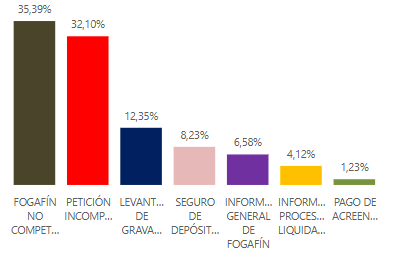 35,39%
32,10%
12,35%
8,23%
6,58%
4,12%
1,23%
FOGAFÍN
NO
COMPET...
PETICIÓN
INCOMP...
LEVANT...
DE
GRAVA...
SEGURO
DE
DEPÓSIT...
INFORM...
GENERAL
DE
FOGAFÍN
INFORM...
PROCES...
LIQUIDA...
PAGO DE
ACREEN...